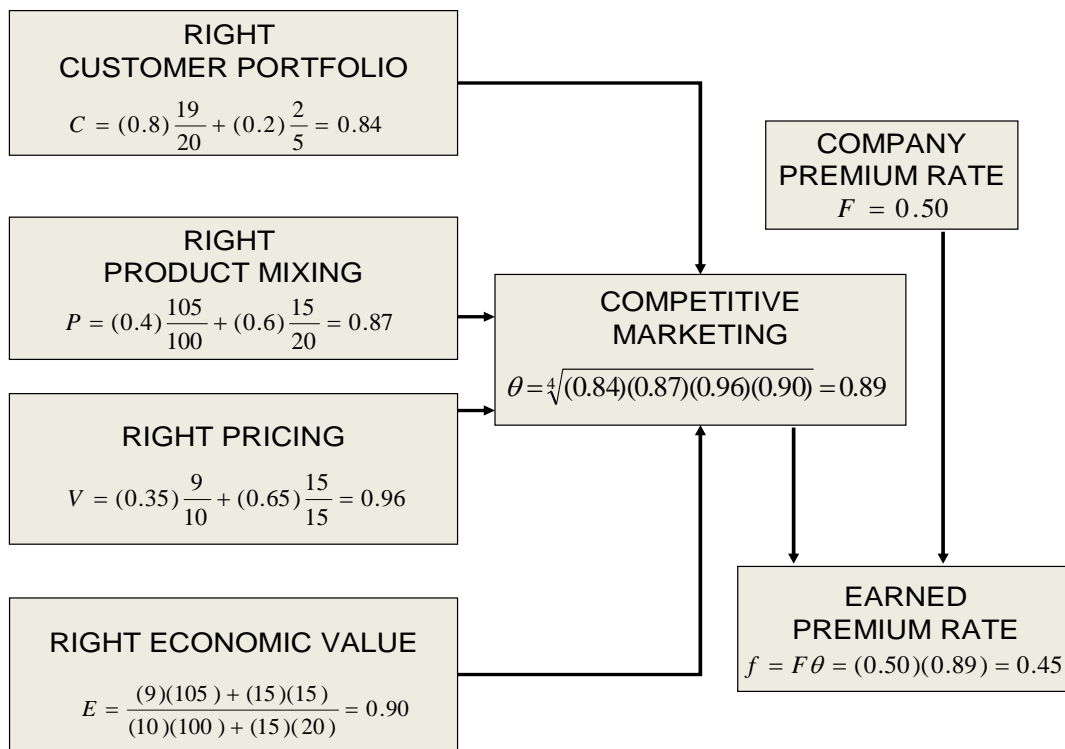 RIGHT
CUSTOMER PORTFOLIO
C = (0.8) 19/20 + (0.2) 2/5 = 0.84
COMPANY
PREMIUM RATE
F = 0.50
RIGHT
PRODUCT MIXING
P = (0.4) 105/100 + (0.6) 15/20 = 0.87
COMPETITIVE
MARKETING
θ = ∜(0.84)(0.87)(0.96)(0.90) = 0.89
RIGHT PRICING
V = (0.35) 9/10 + (0.65) 15/15 = 0.96
EARNED
PREMIUM RATE
f = F θ = (0.50)(0.89) = 0.45
RIGHT ECONOMIC VALUE
E = (9)(105) + (15)(15) / (10)(100) + (15)(20) = 0.90